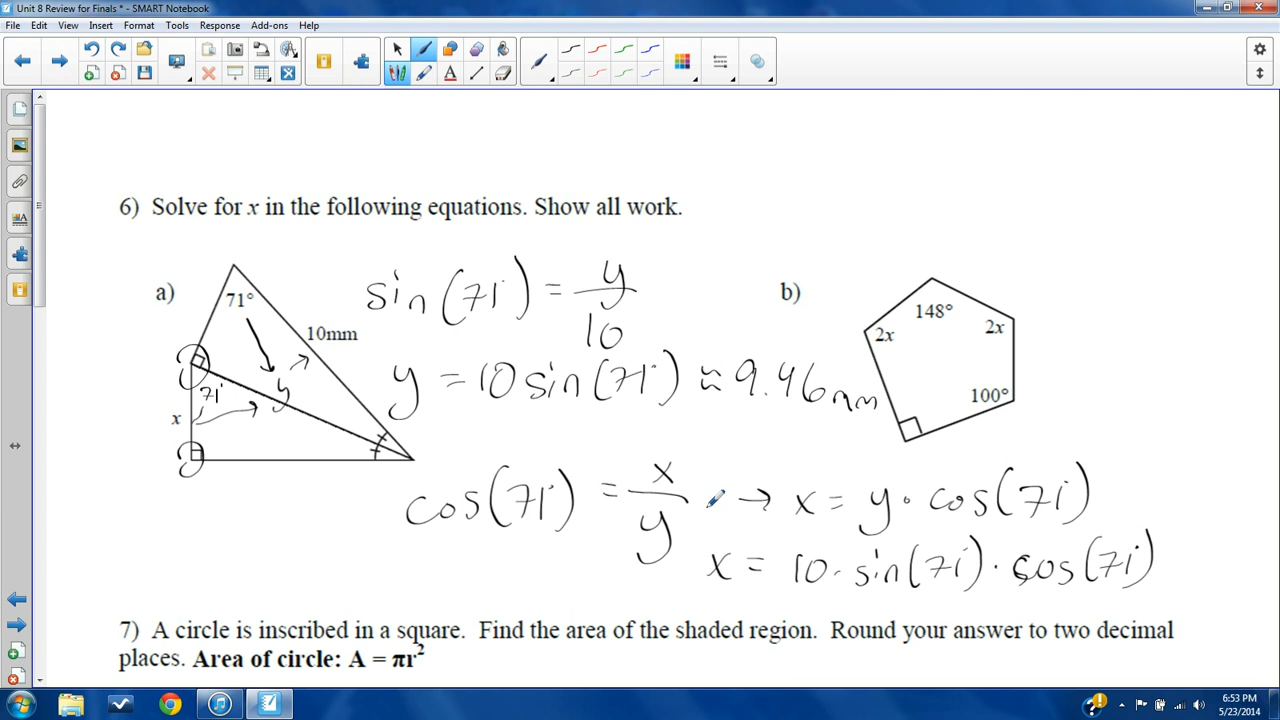 Unit 8 Review for Finals * - SMART Notebook
File Edit View Insert Format Tools Response Add-ons Help
6) Solve for x in the following equations. Show all work.
a)
71°
10mm
71
y
x
sin(71) = y/10
y = 10 sin(71) ≈ 9.46mm
cos(71) = x/y → x = y · cos(71)
x = 10 · sin(71) · cos(71)
b)
148°
2x
2x
100°
7) A circle is inscribed in a square. Find the area of the shaded region. Round your answer to two decimal
places. Area of circle: A = πr²
6:53 PM
5/23/2014